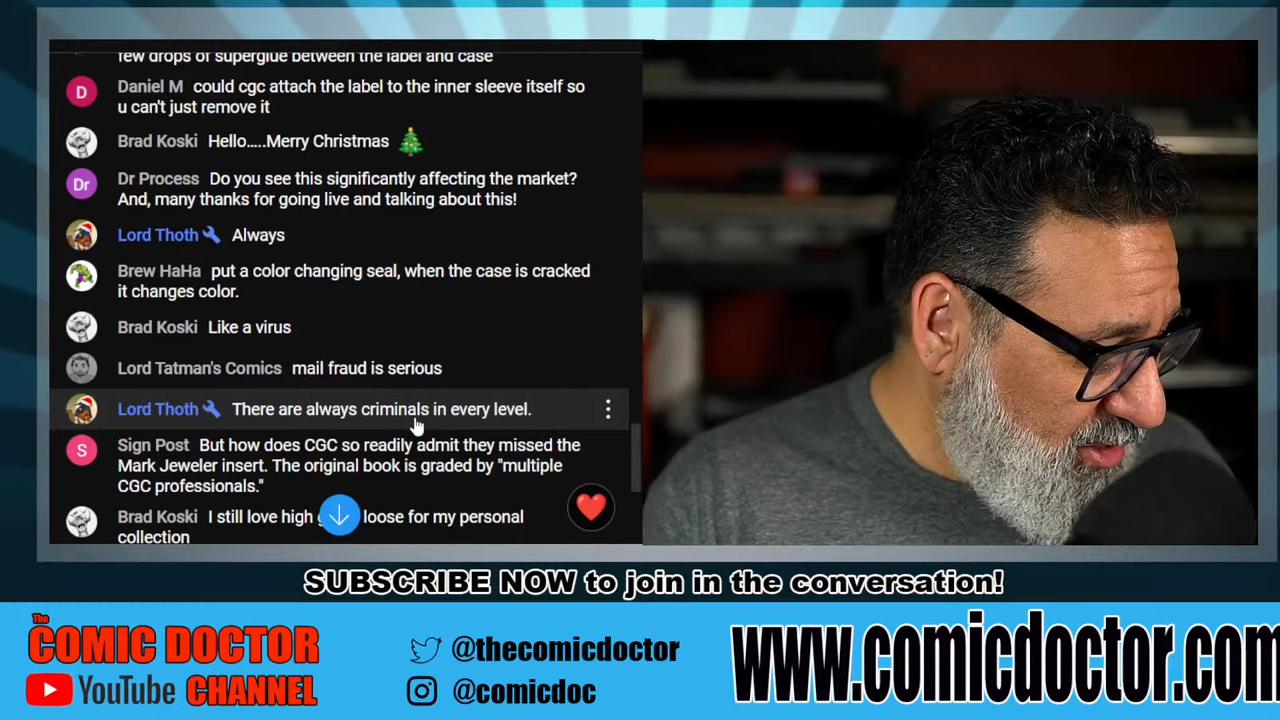 few drops of superglue between the label and case
D
Daniel M could cgc attach the label to the inner sleeve itself so
u can't just remove it
Brad Koski Hello.....Merry Christmas 🎄
Dr
Dr Process Do you see this significantly affecting the market?
And, many thanks for going live and talking about this!
Lord Thoth Always
Brew HaHa put a color changing seal, when the case is cracked
it changes color.
Brad Koski Like a virus
Lord Tatman's Comics mail fraud is serious
Lord Thoth There are always criminals in every level.
S
Sign Post But how does CGC so readily admit they missed the
Mark Jeweler insert. The original book is graded by "multiple
CGC professionals."
Brad Koski I still love high loose for my personal
collection
SUBSCRIBE NOW to join in the conversation!
The
COMIC DOCTOR
YouTube CHANNEL
@thecomicdoctor
@comicdoc
www.comicdoctor.com